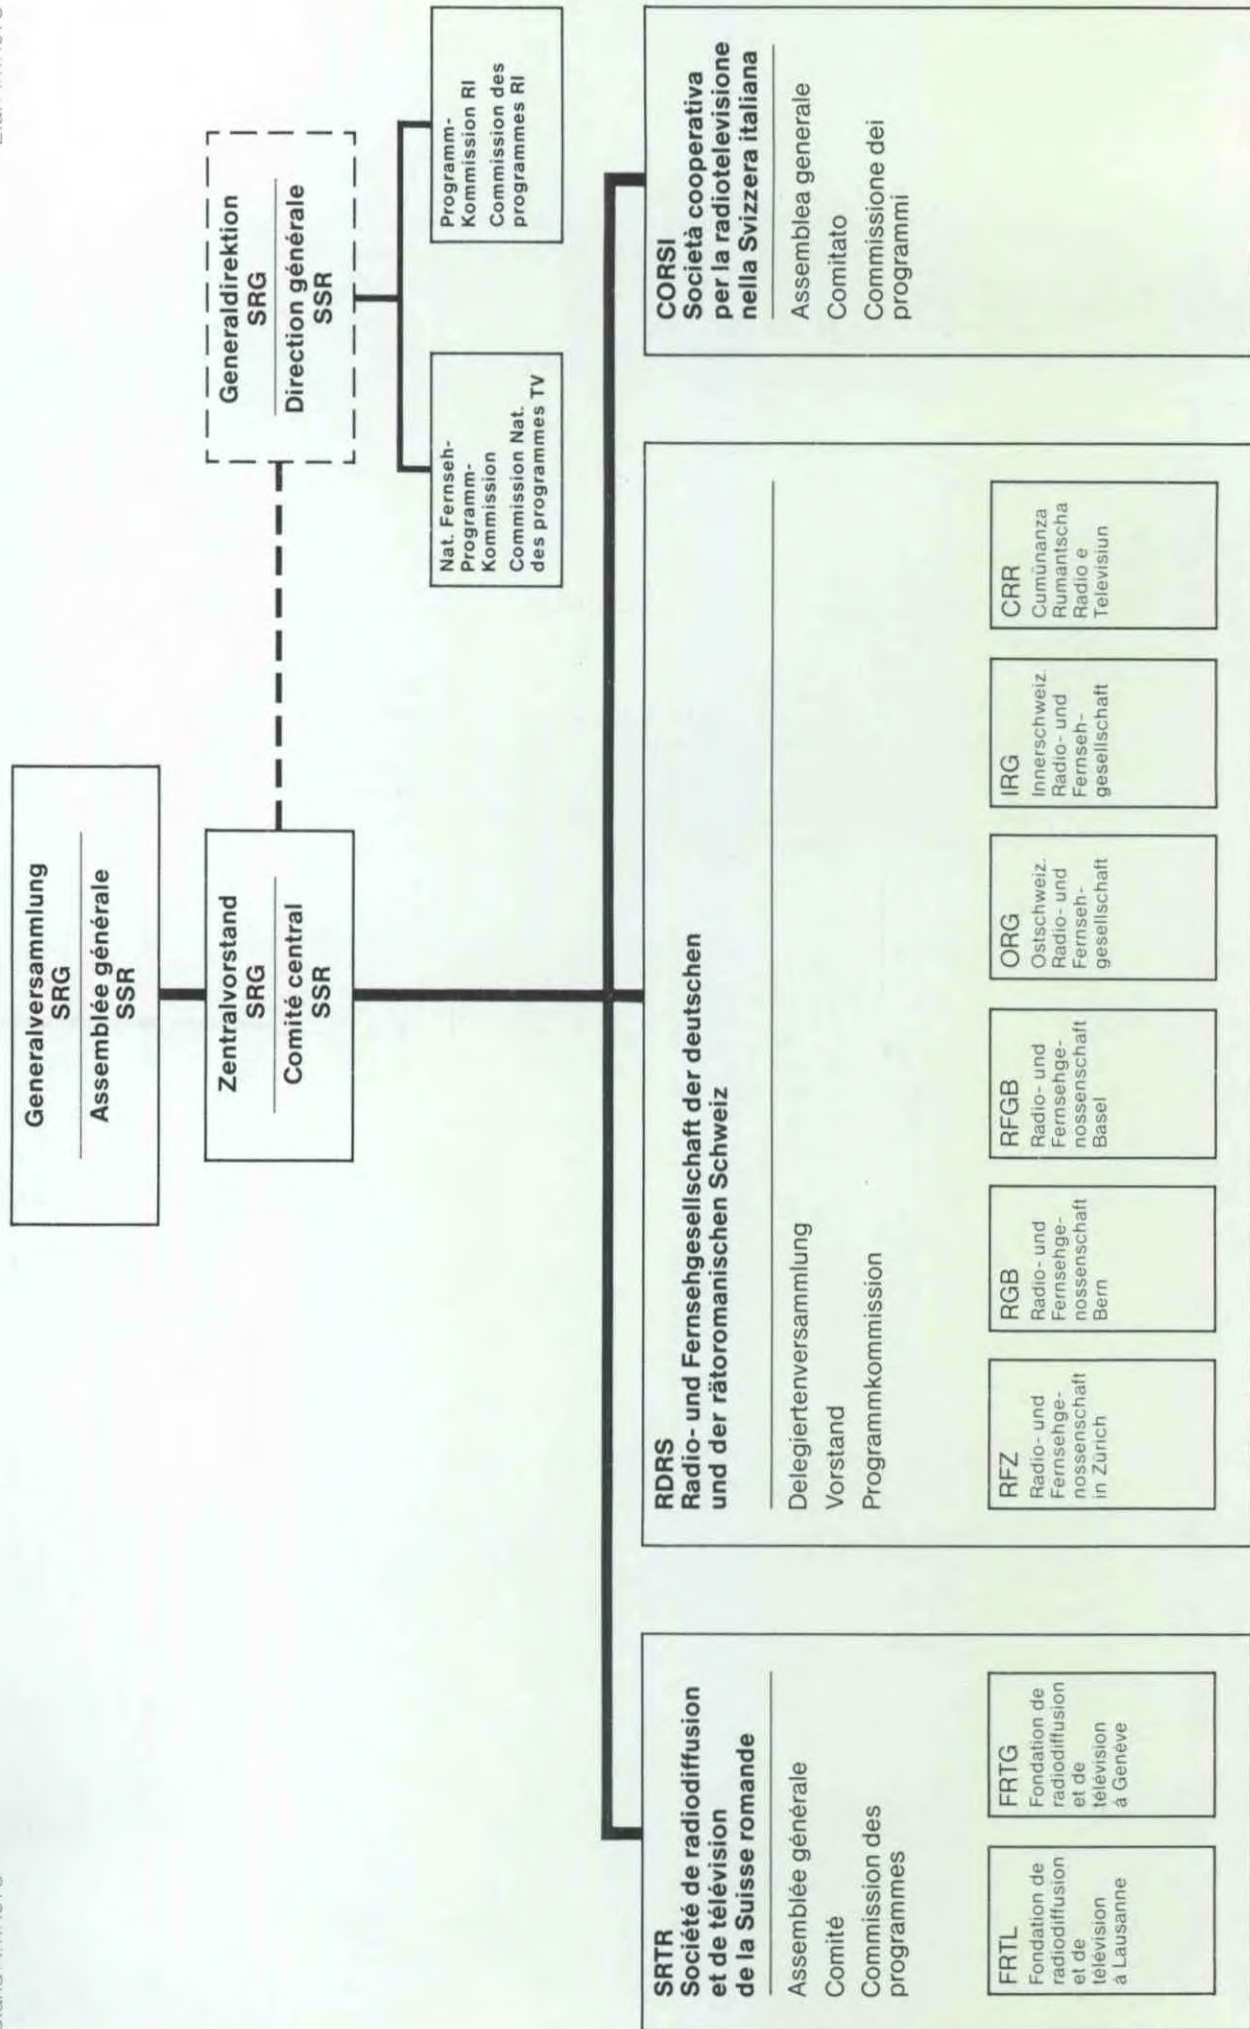 Generalversammlung
SRG
Assemblée générale
SSR
Zentralvorstand
SRG
Comité central
SSR
Generaldirektion
SRG
Direction générale
SSR
Nat. Fernseh-
Programm-
Kommission
Commission Nat.
des programmes TV
Programm-
Kommission RI
Commission des
programmes RI
SRTR
Société de radiodiffusion
et de télévision
de la Suisse romande
Assemblée générale
Comité
Commission des
programmes
FRTL
Fondation de
radiodiffusion
et de
télévision
à Lausanne
FRTG
Fondation de
radiodiffusion
et de
télévision
à Genève
RDRS
Radio- und Fernsehgesellschaft der deutschen
und der rätoromanischen Schweiz
Delegiertenversammlung
Vorstand
Programmkommission
RFZ
Radio- und
Fernsehge-
nossenschaft
in Zürich
RGB
Radio- und
Fernsehge-
nossenschaft
Bern
RFGB
Radio- und
Fernsehge-
nossenschaft
Basel
ORG
Ostschweiz.
Radio- und
Fernseh-
gesellschaft
IRG
Innerschweiz.
Radio- und
Fernseh-
gesellschaft
CRR
Cumünanza
Rumantscha
Radio e
Televisiun
CORSI
Società cooperativa
per la radiotelevisione
nella Svizzera italiana
Assemblea generale
Comitato
Commissione dei
programmi